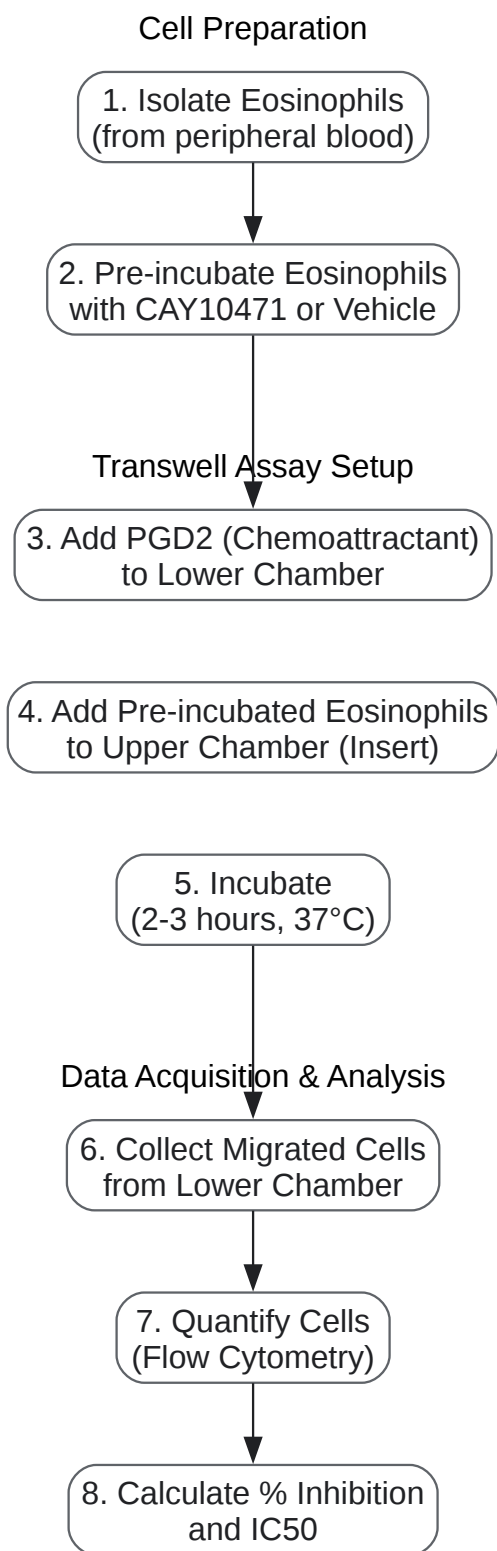 Cell Preparation
1. Isolate Eosinophils
(from peripheral blood)
2. Pre-incubate Eosinophils
with CAY10471 or Vehicle
Transwell Assay Setup
3. Add PGD2 (Chemoattractant)
to Lower Chamber
4. Add Pre-incubated Eosinophils
to Upper Chamber (Insert)
5. Incubate
(2-3 hours, 37°C)
Data Acquisition & Analysis
6. Collect Migrated Cells
from Lower Chamber
7. Quantify Cells
(Flow Cytometry)
8. Calculate % Inhibition
and IC50